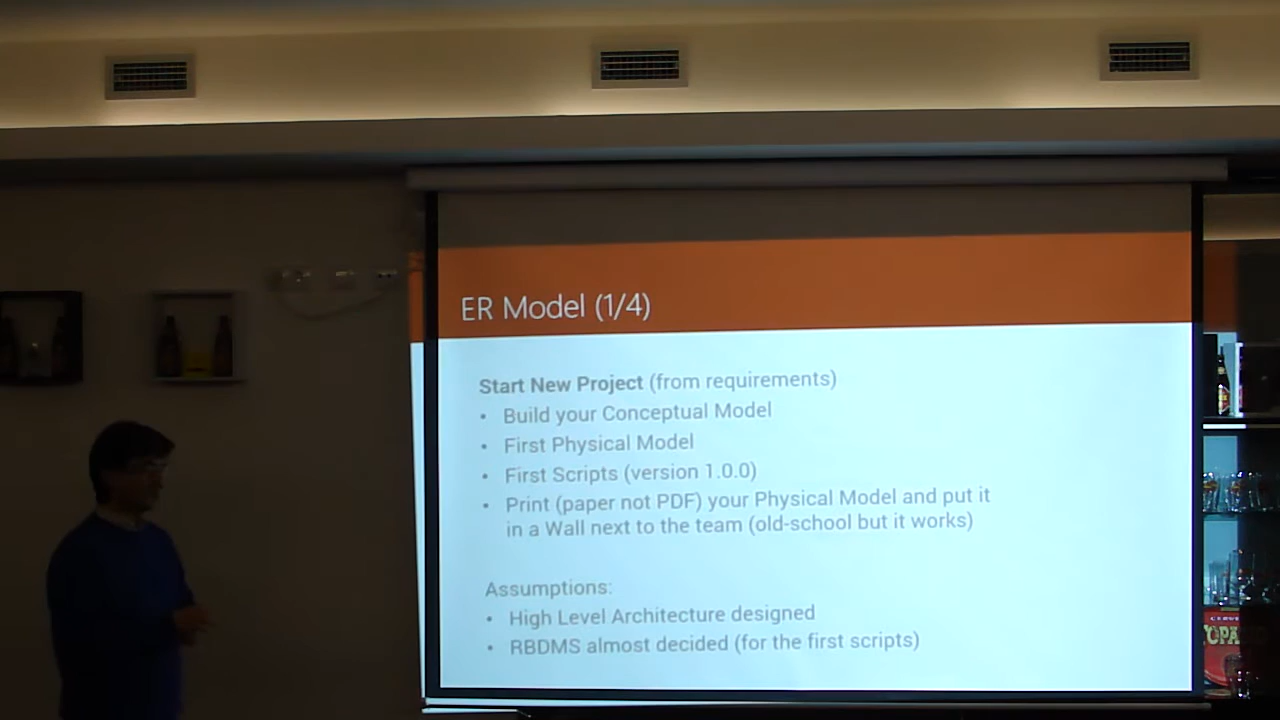 ER Model (1/4)
Start New Project (from requirements)
• Build your Conceptual Model
• First Physical Model
• First Scripts (version 1.0.0)
• Print (paper not PDF) your Physical Model and put it
in a Wall next to the team (old-school but it works)
Assumptions:
• High Level Architecture designed
• RBDMS almost decided (for the first scripts)